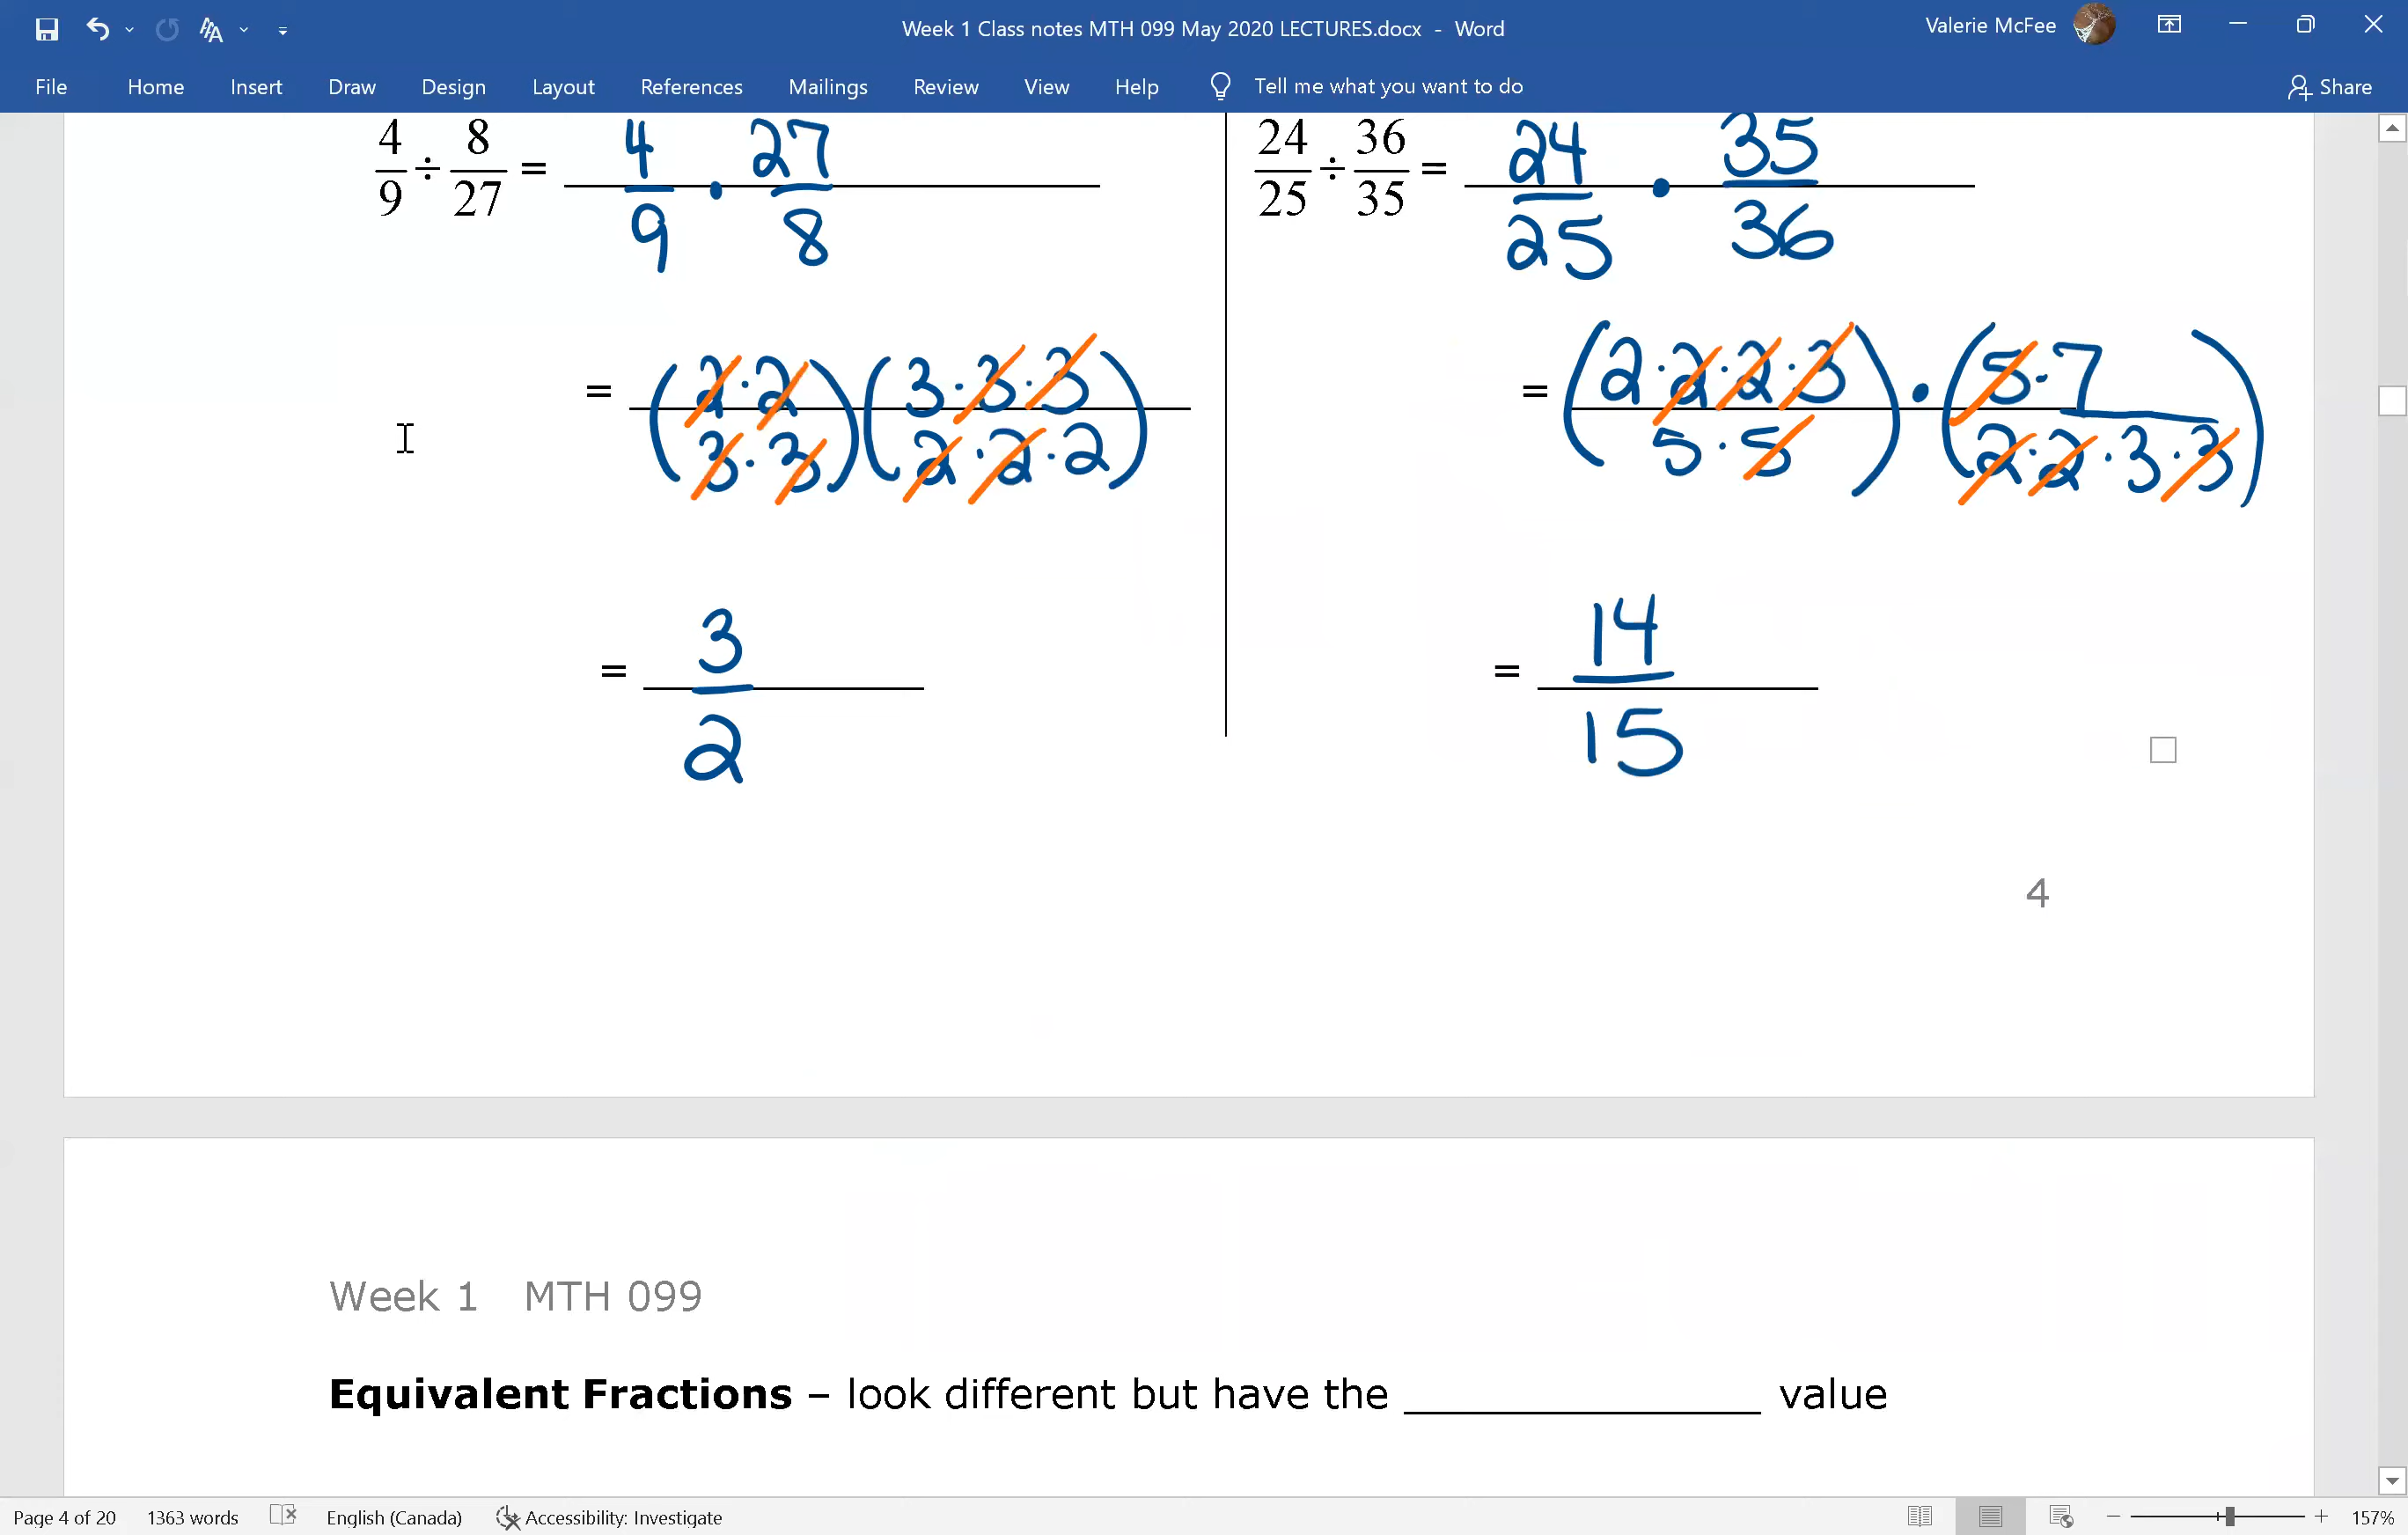 Week 1 Class notes MTH 099 May 2020 LECTURES.docx - Word
Valerie McFee
File Home Insert Draw Design Layout References Mailings Review View Help Tell me what you want to do Share
4/9 ÷ 8/27 = 4/9 · 27/8
= (2·2/3·3)(3·3·3/2·2·2)
= 3/2
24/25 ÷ 36/35 = 24/25 · 35/36
= (2·2·2·3/5·5)·(5·7/2·2·3·3)
= 14/15
4
Week 1 MTH 099
Equivalent Fractions – look different but have the ______________ value
Page 4 of 20 1363 words English (Canada) Accessibility: Investigate 157%